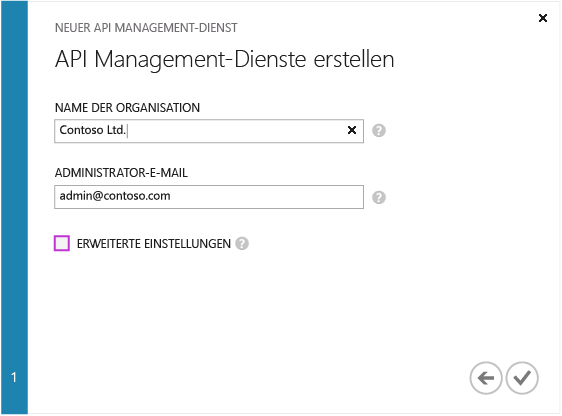 NEUER API MANAGEMENT-DIENST
API Management-Dienste erstellen
NAME DER ORGANISATION
Contoso Ltd.
?
ADMINISTRATOR-E-MAIL
admin@contoso.com
?
ERWEITERTE EINSTELLUNGEN ?
1